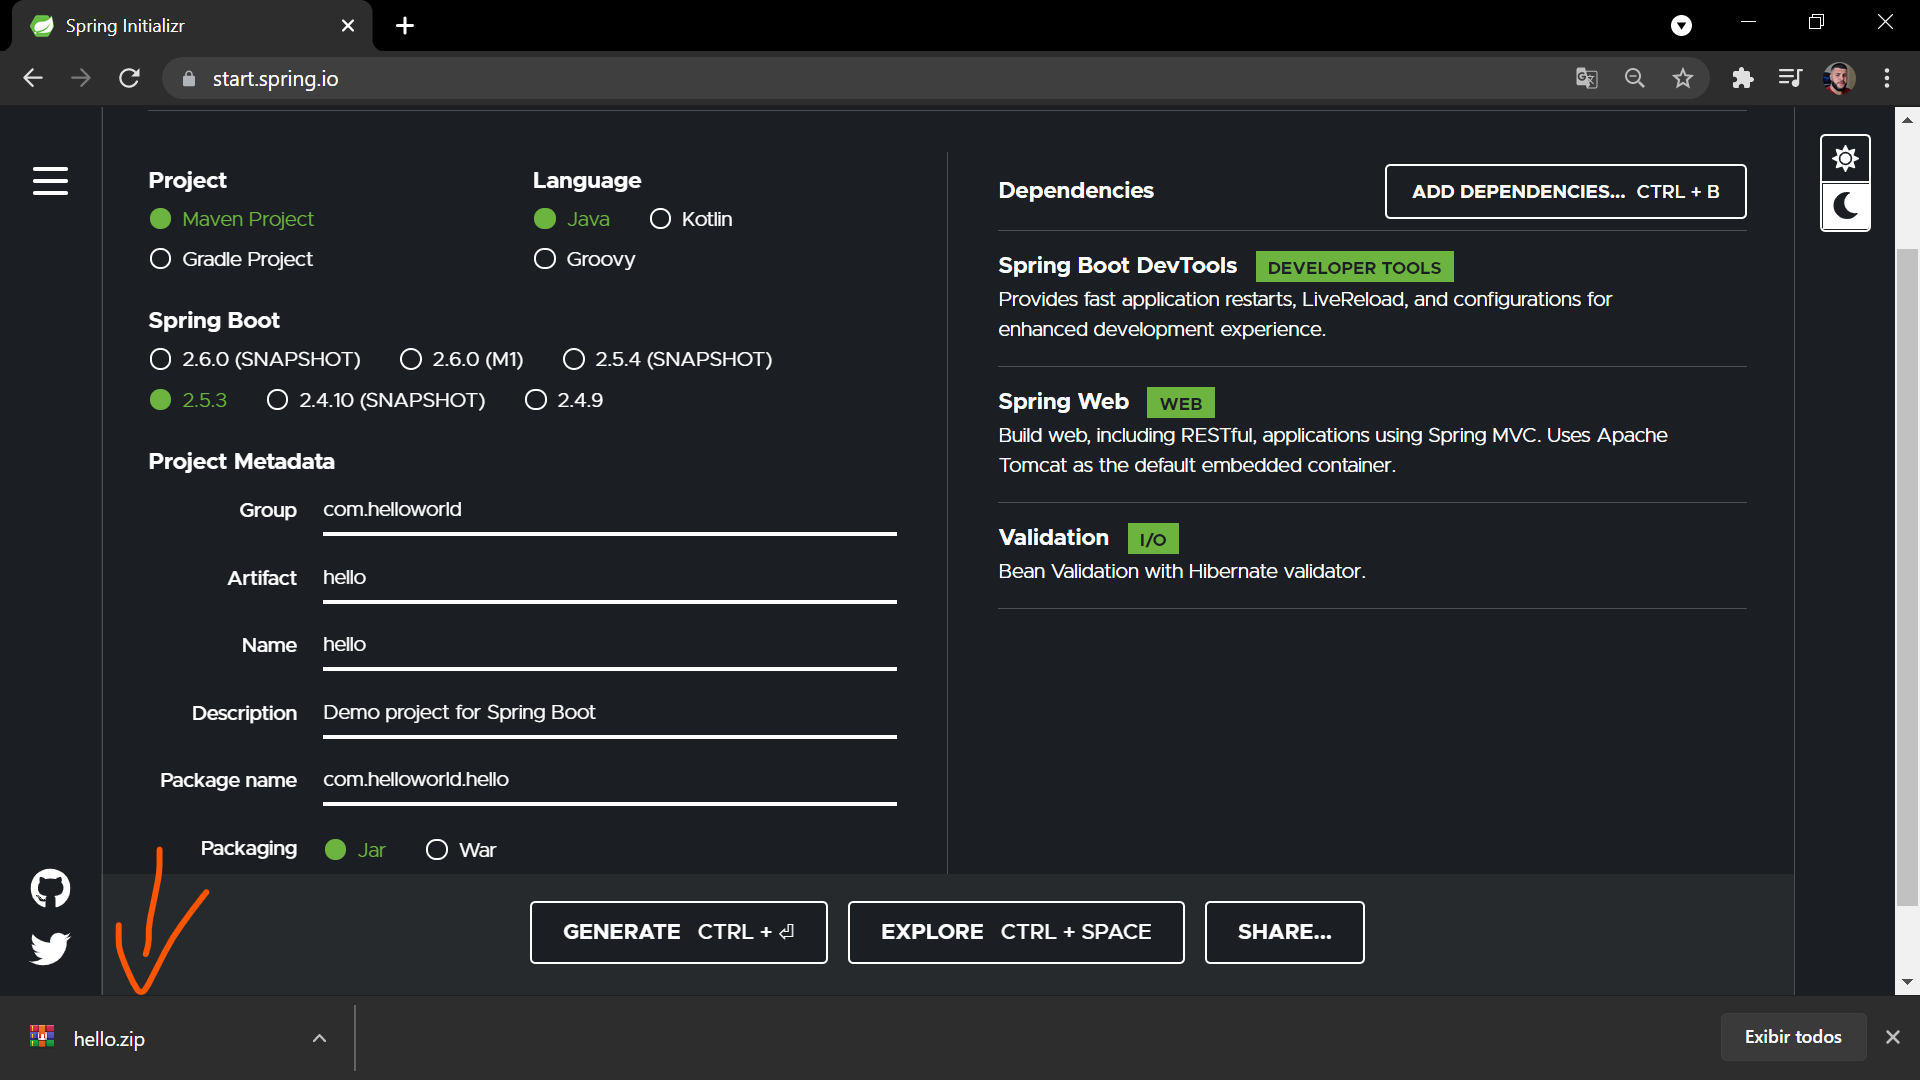 Spring Initializr
start.spring.io
Project
Maven Project
Gradle Project
Language
Java Kotlin
Groovy
Spring Boot
2.6.0 (SNAPSHOT) 2.6.0 (M1) 2.5.4 (SNAPSHOT)
2.5.3 2.4.10 (SNAPSHOT) 2.4.9
Project Metadata
Group com.helloworld
Artifact hello
Name hello
Description Demo project for Spring Boot
Package name com.helloworld.hello
Packaging Jar War
Dependencies
ADD DEPENDENCIES... CTRL + B
Spring Boot DevTools DEVELOPER TOOLS
Provides fast application restarts, LiveReload, and configurations for
enhanced development experience.
Spring Web WEB
Build web, including RESTful, applications using Spring MVC. Uses Apache
Tomcat as the default embedded container.
Validation I/O
Bean Validation with Hibernate validator.
GENERATE CTRL + ⏎
EXPLORE CTRL + SPACE
SHARE...
hello.zip
Exibir todos